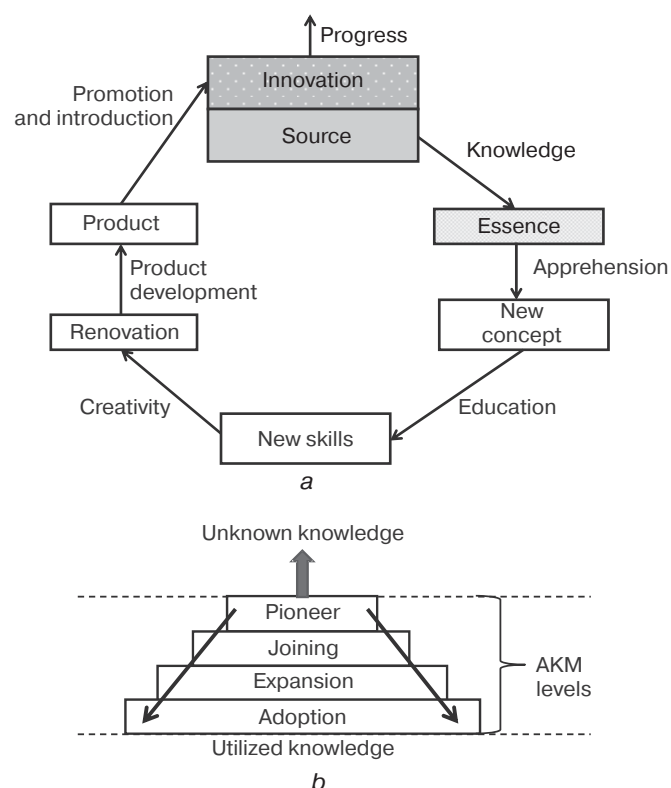 Progress
Innovation
Promotion
and introduction
Source
Knowledge
Product
Essence
Product
development
Apprehension
New
concept
Renovation
Creativity
Education
New skills
a
Unknown knowledge
Pioneer
Joining
Expansion
Adoption
AKM
levels
Utilized knowledge
b